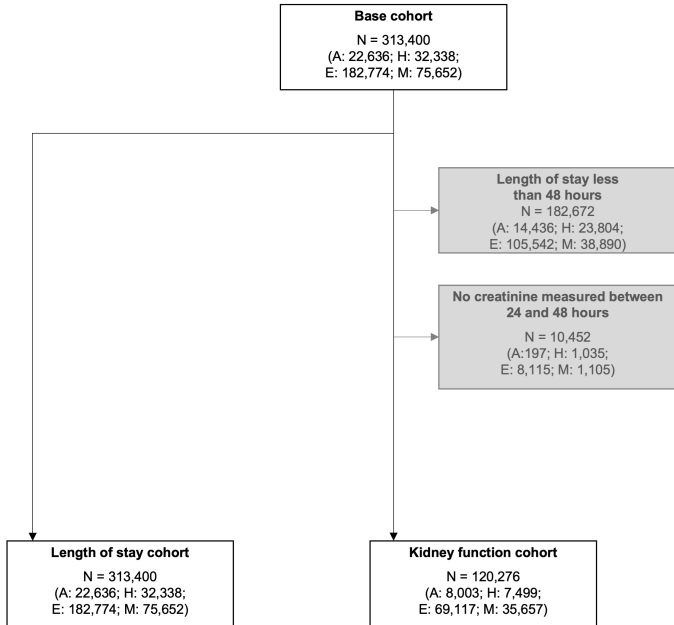 Base cohort
N = 313,400
(A: 22,636; H: 32,338;
E: 182,774; M: 75,652)
Length of stay less
than 48 hours
N = 182,672
(A: 14,436; H: 23,804;
E: 105,542; M: 38,890)
No creatinine measured between
24 and 48 hours
N = 10,452
(A:197; H: 1,035;
E: 8,115; M: 1,105)
Length of stay cohort
N = 313,400
(A: 22,636; H: 32,338;
E: 182,774; M: 75,652)
Kidney function cohort
N = 120,276
(A: 8,003; H: 7,499;
E: 69,117; M: 35,657)